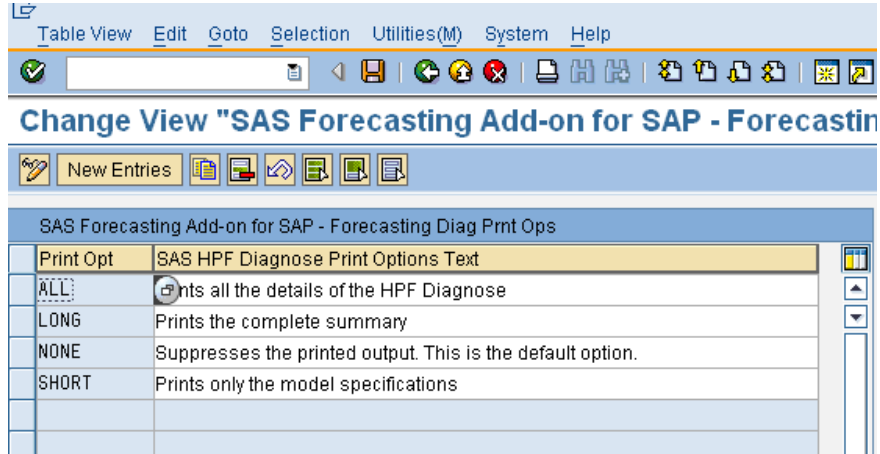 Table View Edit Goto Selection Utilities(M) System Help
Change View "SAS Forecasting Add-on for SAP - Forecastin
New Entries
SAS Forecasting Add-on for SAP - Forecasting Diag Prnt Ops
Print Opt SAS HPF Diagnose Print Options Text
ALL nts all the details of the HPF Diagnose
LONG Prints the complete summary
NONE Suppresses the printed output. This is the default option.
SHORT Prints only the model specifications